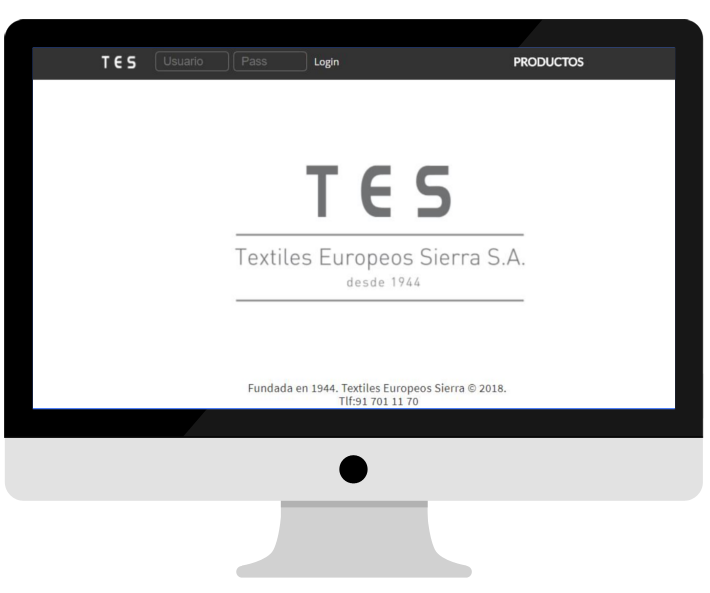 TES Usuario Pass Login PRODUCTOS
TES
Textiles Europeos Sierra S.A.
desde 1944
Fundada en 1944. Textiles Europeos Sierra © 2018.
Tlf:91 701 11 70